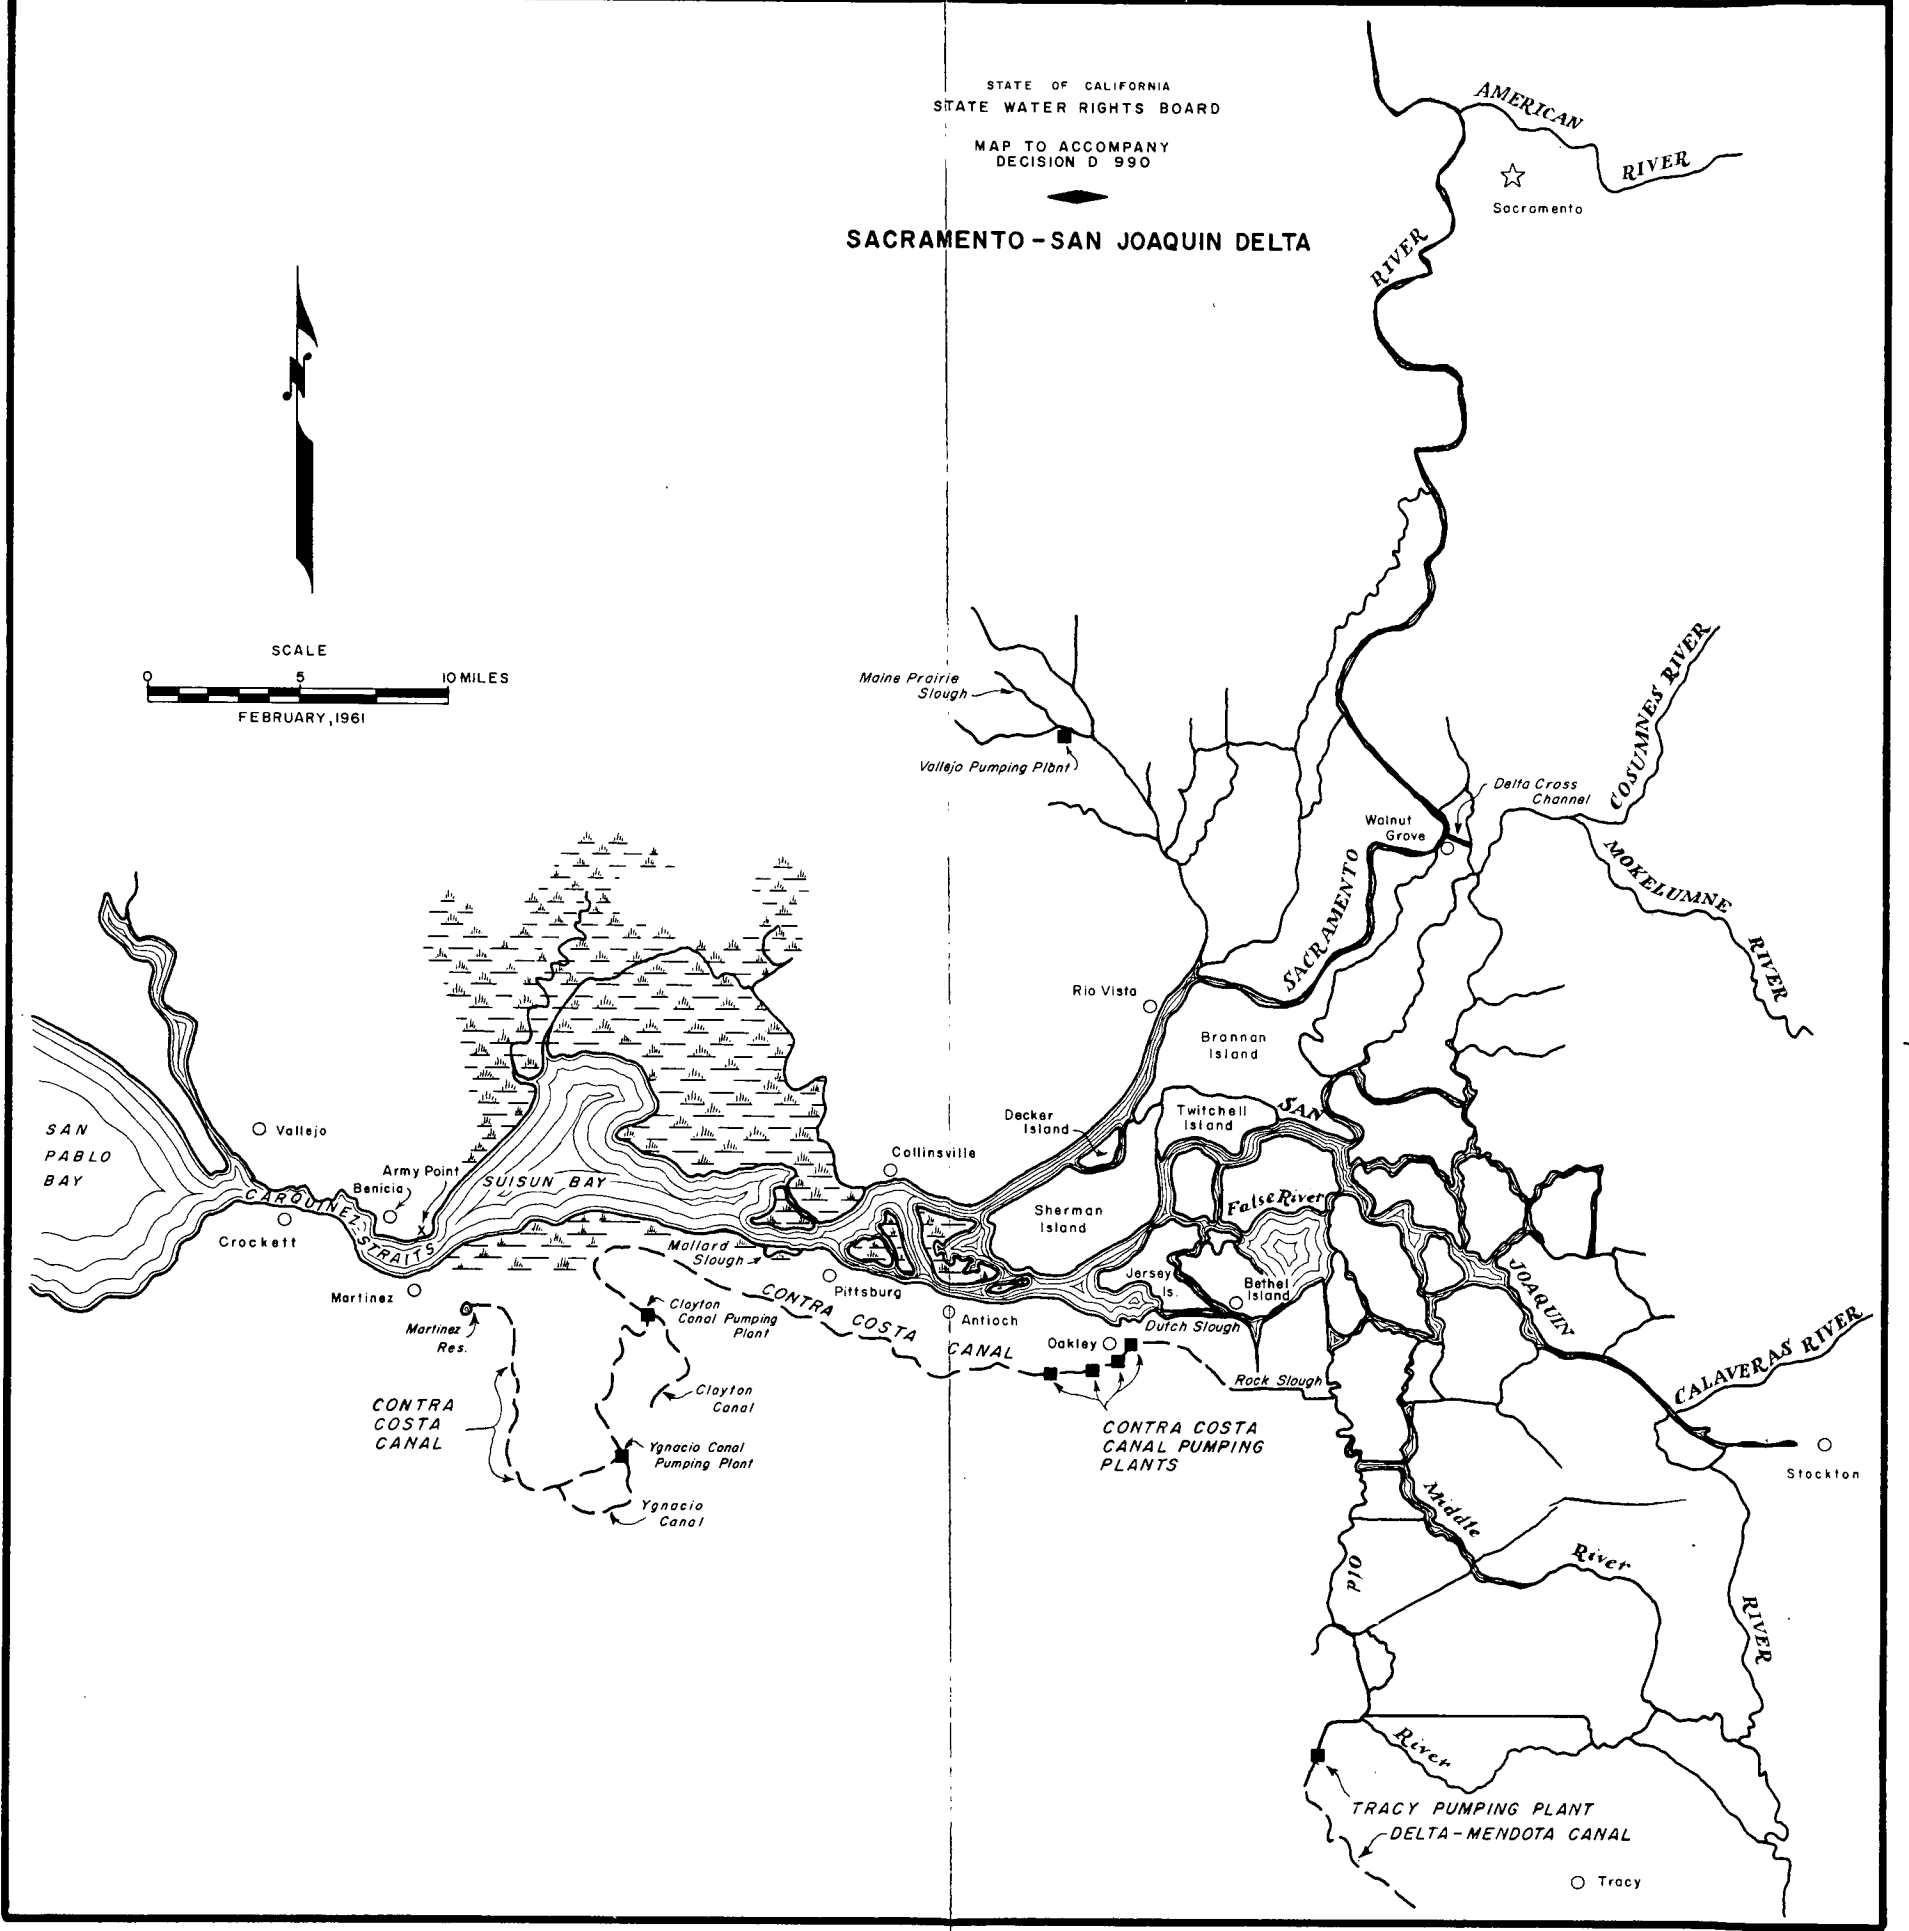 STATE OF CALIFORNIA
STATE WATER RIGHTS BOARD
MAP TO ACCOMPANY
DECISION D 990
SACRAMENTO-SAN JOAQUIN DELTA
AMERICAN
RIVER
Sacramento
RIVER
N
SCALE
0 5 10 MILES
FEBRUARY, 1961
Maine Prairie
Slough
Vallejo Pumping Plant
COSUMNES RIVER
Delta Cross
Channel
Walnut
Grove
MOKELUMNE
RIVER
SACRAMENTO
Rio Vista
Brannan
Island
Decker
Island
Twitchell
Island
SAN
SAN
PABLO
BAY
Vallejo
Army Point
Benicia
SUISUN BAY
Collinsville
CARQUINEZ STRAITS
Crockett
Sherman
Island
False River
Mallard
Slough
Martinez
Pittsburg
Jersey
Is.
Bethel
Island
JOAQUIN
Clayton
Canal Pumping
Plant
CONTRA COSTA CANAL
Antioch
Dutch Slough
Martinez
Res.
Oakley
CALAVERAS RIVER
Clayton
Canal
Rock Slough
CONTRA
COSTA
CANAL
CONTRA COSTA
CANAL PUMPING
PLANTS
Ygnacio Canal
Pumping Plant
Stockton
Ygnacio
Canal
Middle
River
Old
RIVER
River
TRACY PUMPING PLANT
DELTA-MENDOTA CANAL
Tracy